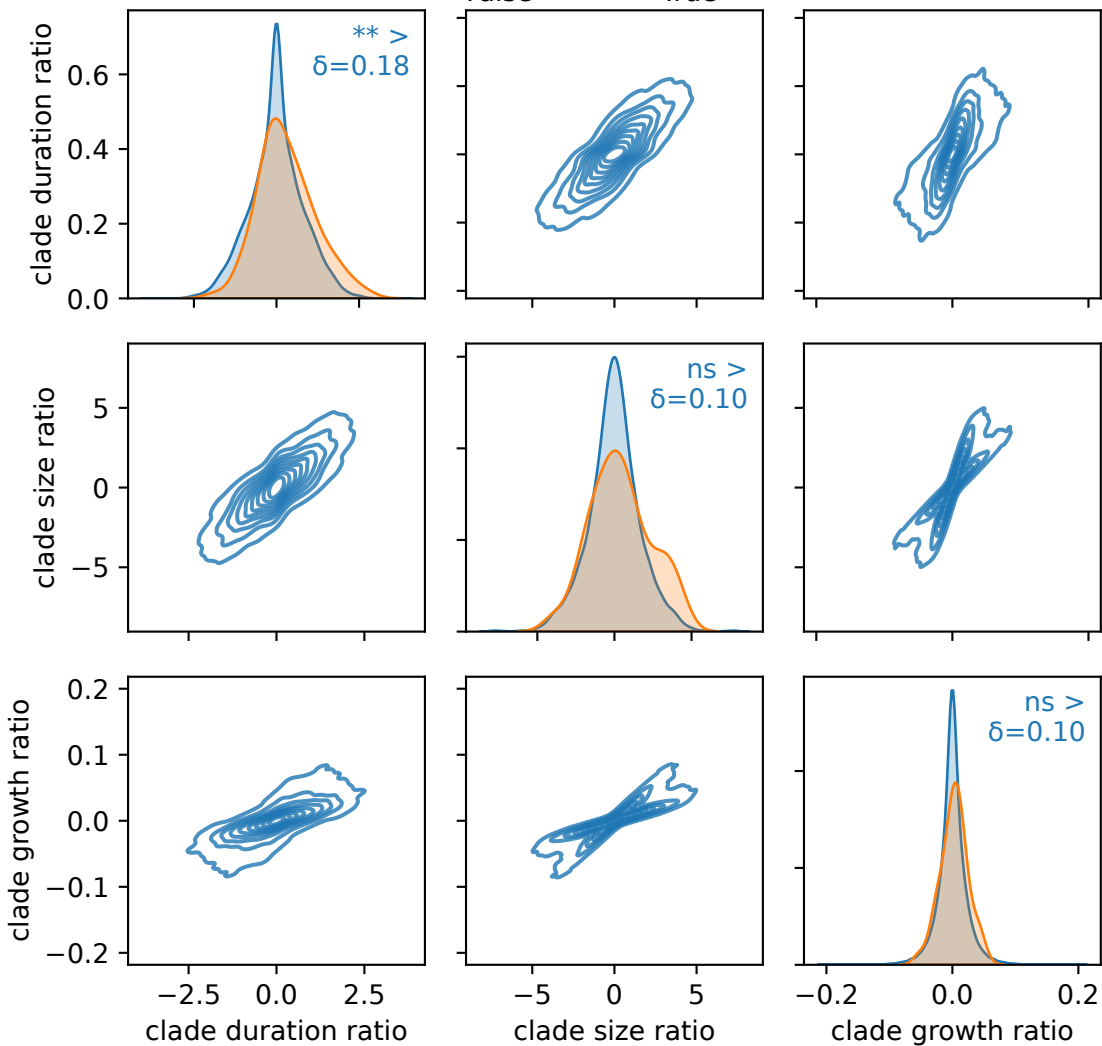 clade duration ratio
0.6
0.4
0.2
0.0
** >
δ=0.18
clade size ratio
5
0
−5
ns >
δ=0.10
clade growth ratio
0.2
0.1
0.0
−0.1
−0.2
ns >
δ=0.10
−2.5 0.0 2.5
−5 0 5
−0.2 0.0 0.2
clade duration ratio
clade size ratio
clade growth ratio